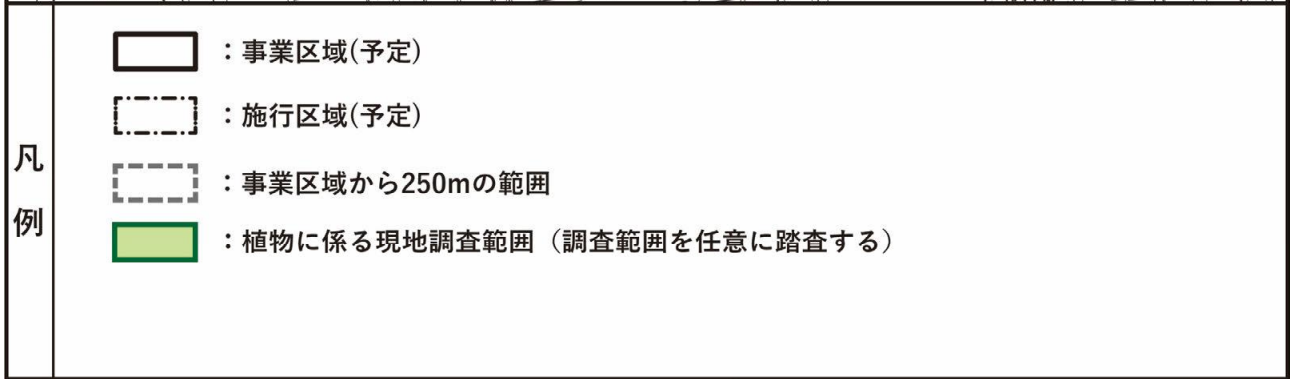 凡例
：事業区域(予定)
：施行区域(予定)
：事業区域から250mの範囲
：植物に係る現地調査範囲（調査範囲を任意に踏査する）